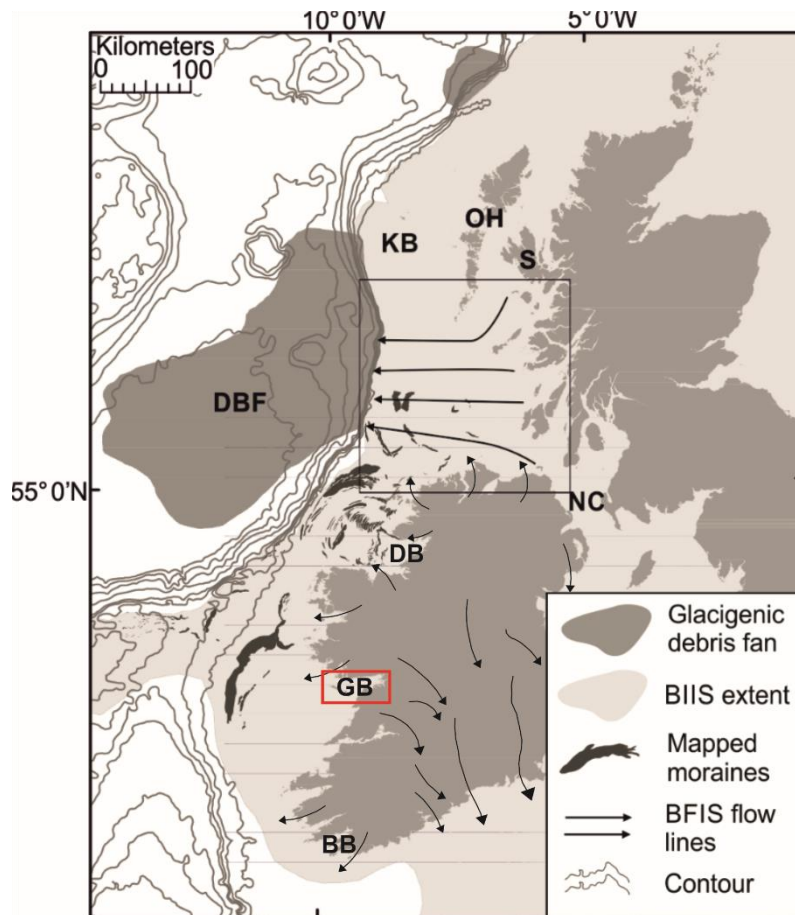 10°0'W 5°0'W
Kilometers
0 100
OH
KB
S
DBF
55°0'N
NC
DB
GB
BB
Glacigenic
debris fan
BIIS extent
Mapped
moraines
BFIS flow
lines
Contour